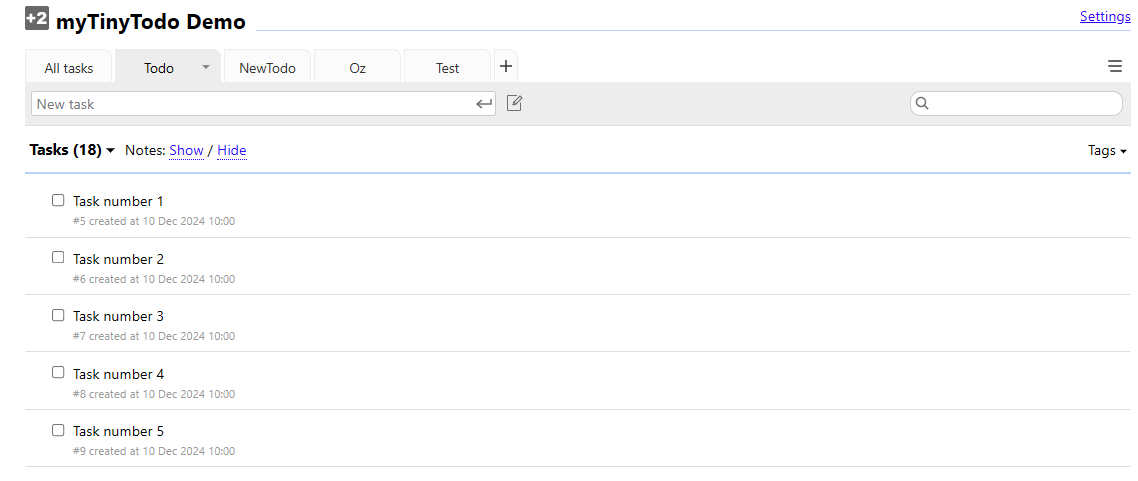 +2 myTinyTodo Demo
Settings
All tasks Todo NewTodo Oz Test +
New task
Tasks (18) Notes: Show / Hide Tags
Task number 1
#5 created at 10 Dec 2024 10:00
Task number 2
#6 created at 10 Dec 2024 10:00
Task number 3
#7 created at 10 Dec 2024 10:00
Task number 4
#8 created at 10 Dec 2024 10:00
Task number 5
#9 created at 10 Dec 2024 10:00